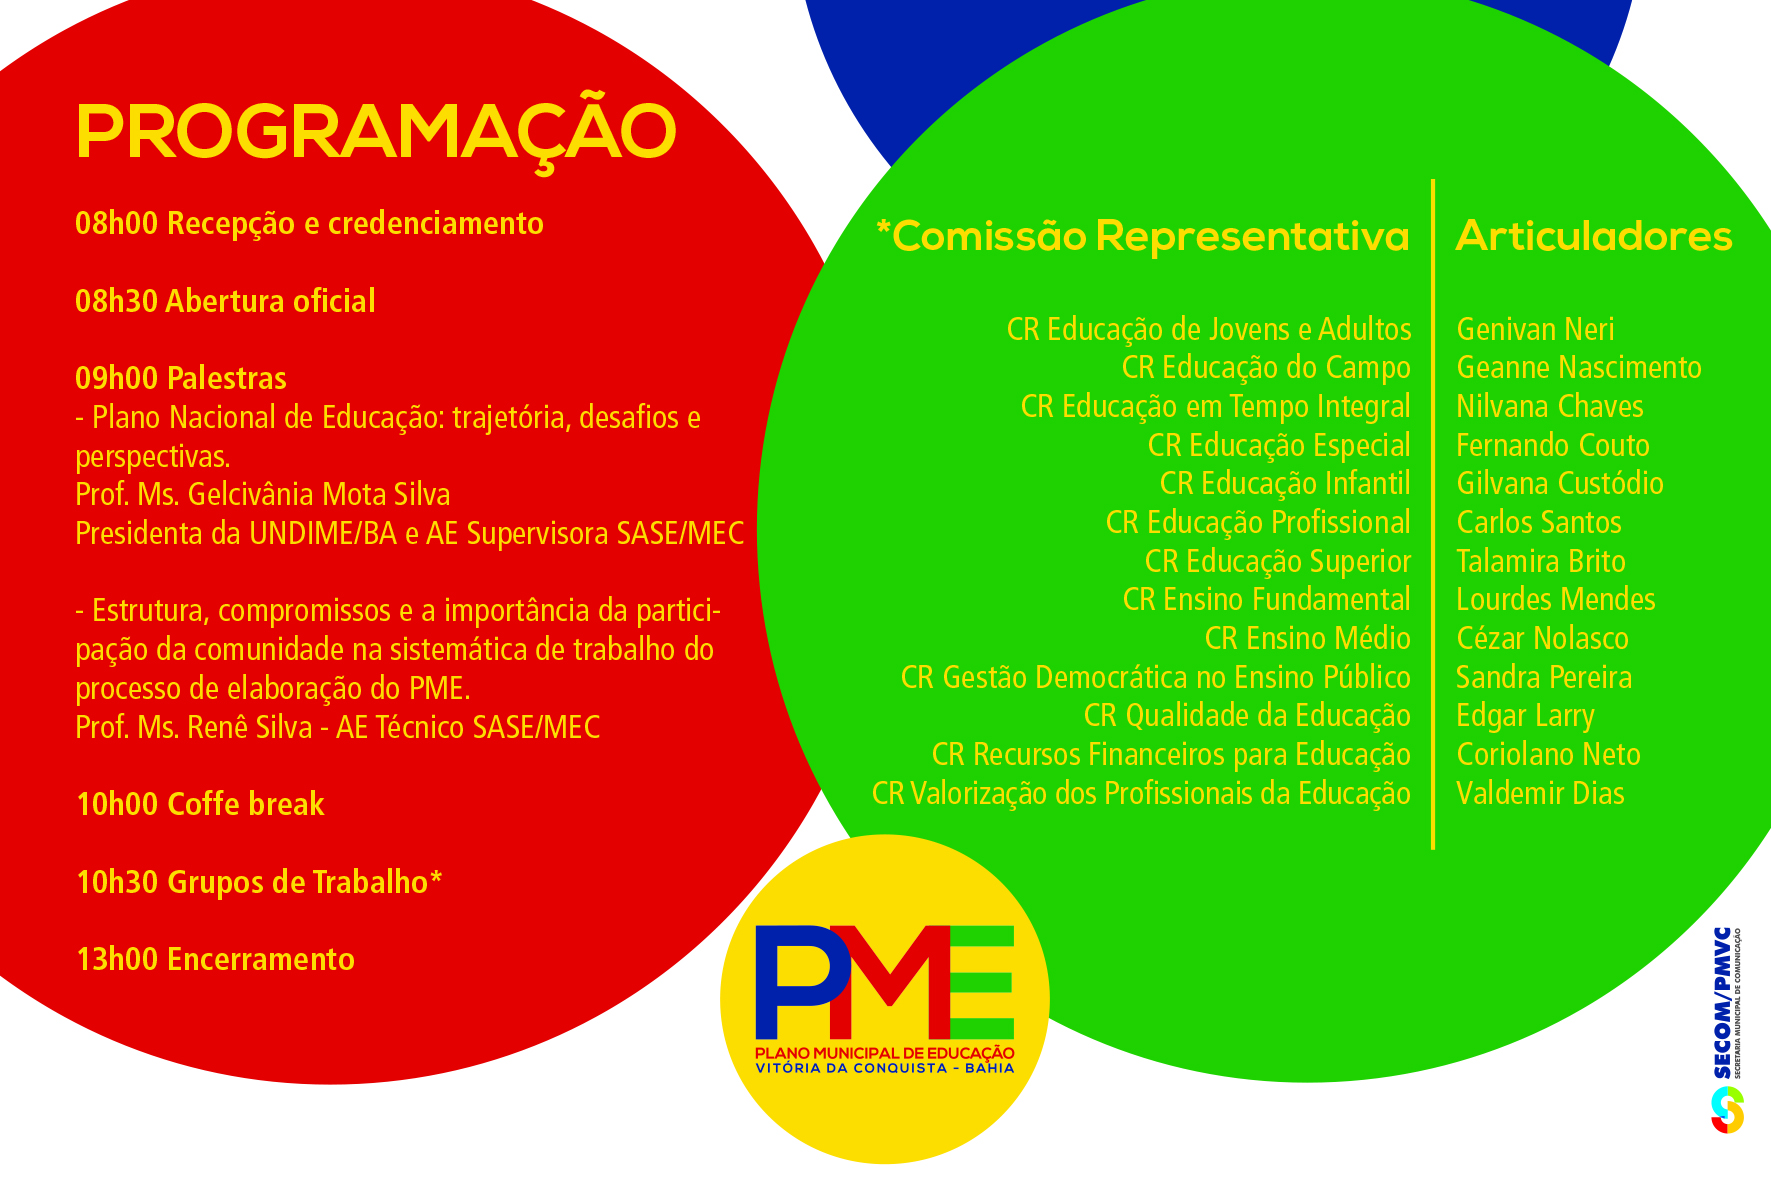 PROGRAMAÇÃO
08h00 Recepção e credenciamento
08h30 Abertura oficial
09h00 Palestras
- Plano Nacional de Educação: trajetória, desafios e
perspectivas.
Prof. Ms. Gelcivânia Mota Silva
Presidenta da UNDIME/BA e AE Supervisora SASE/MEC
- Estrutura, compromissos e a importância da partici-
pação da comunidade na sistemática de trabalho do
processo de elaboração do PME.
Prof. Ms. Renê Silva - AE Técnico SASE/MEC
10h00 Coffe break
10h30 Grupos de Trabalho*
13h00 Encerramento
*Comissão Representativa Articuladores
CR Educação de Jovens e Adultos Genivan Neri
CR Educação do Campo Geanne Nascimento
CR Educação em Tempo Integral Nilvana Chaves
CR Educação Especial Fernando Couto
CR Educação Infantil Gilvana Custódio
CR Educação Profissional Carlos Santos
CR Educação Superior Talamira Brito
CR Ensino Fundamental Lourdes Mendes
CR Ensino Médio Cézar Nolasco
CR Gestão Democrática no Ensino Público Sandra Pereira
CR Qualidade da Educação Edgar Larry
CR Recursos Financeiros para Educação Coriolano Neto
CR Valorização dos Profissionais da Educação Valdemir Dias
PME
PLANO MUNICIPAL DE EDUCAÇÃO
VITÓRIA DA CONQUISTA - BAHIA
SECOM/PMVC
SECRETARIA MUNICIPAL DE COMUNICAÇÃO